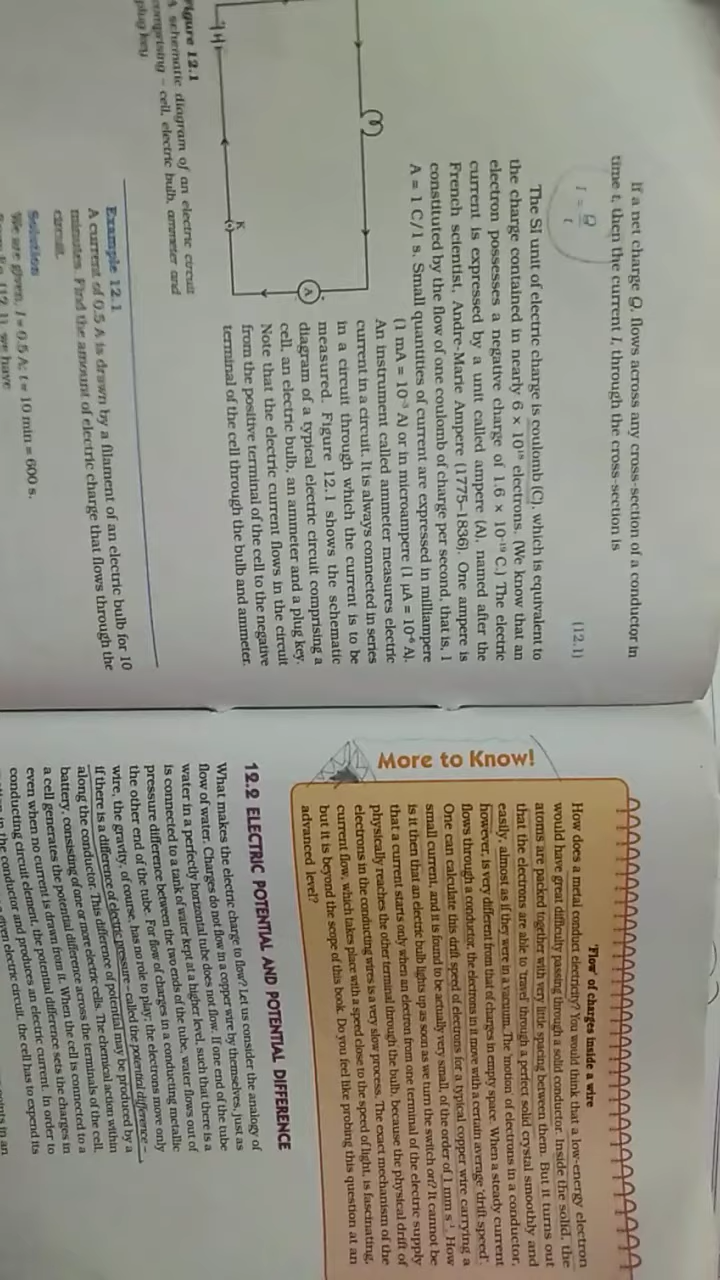 If a net charge Q, flows across any cross-section of a conductor in
time t, then the current I, through the cross-section is
I = Q
t
(12.1)
The SI unit of electric charge is coulomb (C), which is equivalent to
the charge contained in nearly 6 × 10¹⁸ electrons. (We know that an
electron possesses a negative charge of 1.6 × 10⁻¹⁹ C.) The electric
current is expressed by a unit called ampere (A), named after the
French scientist, Andre-Marie Ampere (1775–1836). One ampere is
constituted by the flow of one coulomb of charge per second, that is, 1
A = 1 C/1 s. Small quantities of current are expressed in milliampere
(1 mA = 10⁻³ A) or in microampere (1 μA = 10⁻⁶ A).
An instrument called ammeter measures electric
current in a circuit. It is always connected in series
in a circuit through which the current is to be
measured. Figure 12.1 shows the schematic
diagram of a typical electric circuit comprising a
cell, an electric bulb, an ammeter and a plug key.
Note that the electric current flows in the circuit
from the positive terminal of the cell to the negative
terminal of the cell through the bulb and ammeter.
A
K
Figure 12.1
A schematic diagram of an electric circuit
comprising – cell, electric bulb, ammeter and
plug key
Example 12.1
A current of 0.5 A is drawn by a filament of an electric bulb for 10
minutes. Find the amount of electric charge that flows through the
circuit.
Solution
We are given, I = 0.5 A; t = 10 min = 600 s.
(12.1), we have
More to Know!
'Flow' of charges inside a wire
How does a metal conduct electricity? You would think that a low-energy electron
would have great difficulty passing through a solid conductor. Inside the solid, the
atoms are packed together with very little spacing between them. But it turns out
that the electrons are able to 'travel' through a perfect solid crystal smoothly and
easily, almost as if they were in a vacuum. The 'motion' of electrons in a conductor,
however, is very different from that of charges in empty space. When a steady current
flows through a conductor, the electrons in it move with a certain average 'drift speed'.
One can calculate this drift speed of electrons for a typical copper wire carrying a
small current, and it is found to be actually very small, of the order of 1 mm s⁻¹. How
is it then that an electric bulb lights up as soon as we turn the switch on? It cannot be
that a current starts only when an electron from one terminal of the electric supply
physically reaches the other terminal through the bulb, because the physical drift of
electrons in the conducting wires is a very slow process. The exact mechanism of the
current flow, which takes place with a speed close to the speed of light, is fascinating,
but it is beyond the scope of this book. Do you feel like probing this question at an
advanced level?
12.2 ELECTRIC POTENTIAL AND POTENTIAL DIFFERENCE
What makes the electric charge to flow? Let us consider the analogy of
flow of water. Charges do not flow in a copper wire by themselves, just as
water in a perfectly horizontal tube does not flow. If one end of the tube
is connected to a tank of water kept at a higher level, such that there is a
pressure difference between the two ends of the tube, water flows out of
the other end of the tube. For flow of charges in a conducting metallic
wire, the gravity, of course, has no role to play; the electrons move only
if there is a difference of electric pressure – called the potential difference –
along the conductor. This difference of potential may be produced by a
battery, consisting of one or more electric cells. The chemical action within
a cell generates the potential difference across the terminals of the cell,
even when no current is drawn from it. When the cell is connected to a
conducting circuit element, the potential difference sets the charges in
in the conductor and produces an electric current. In order to
given electric circuit, the cell has to expend its
points in an